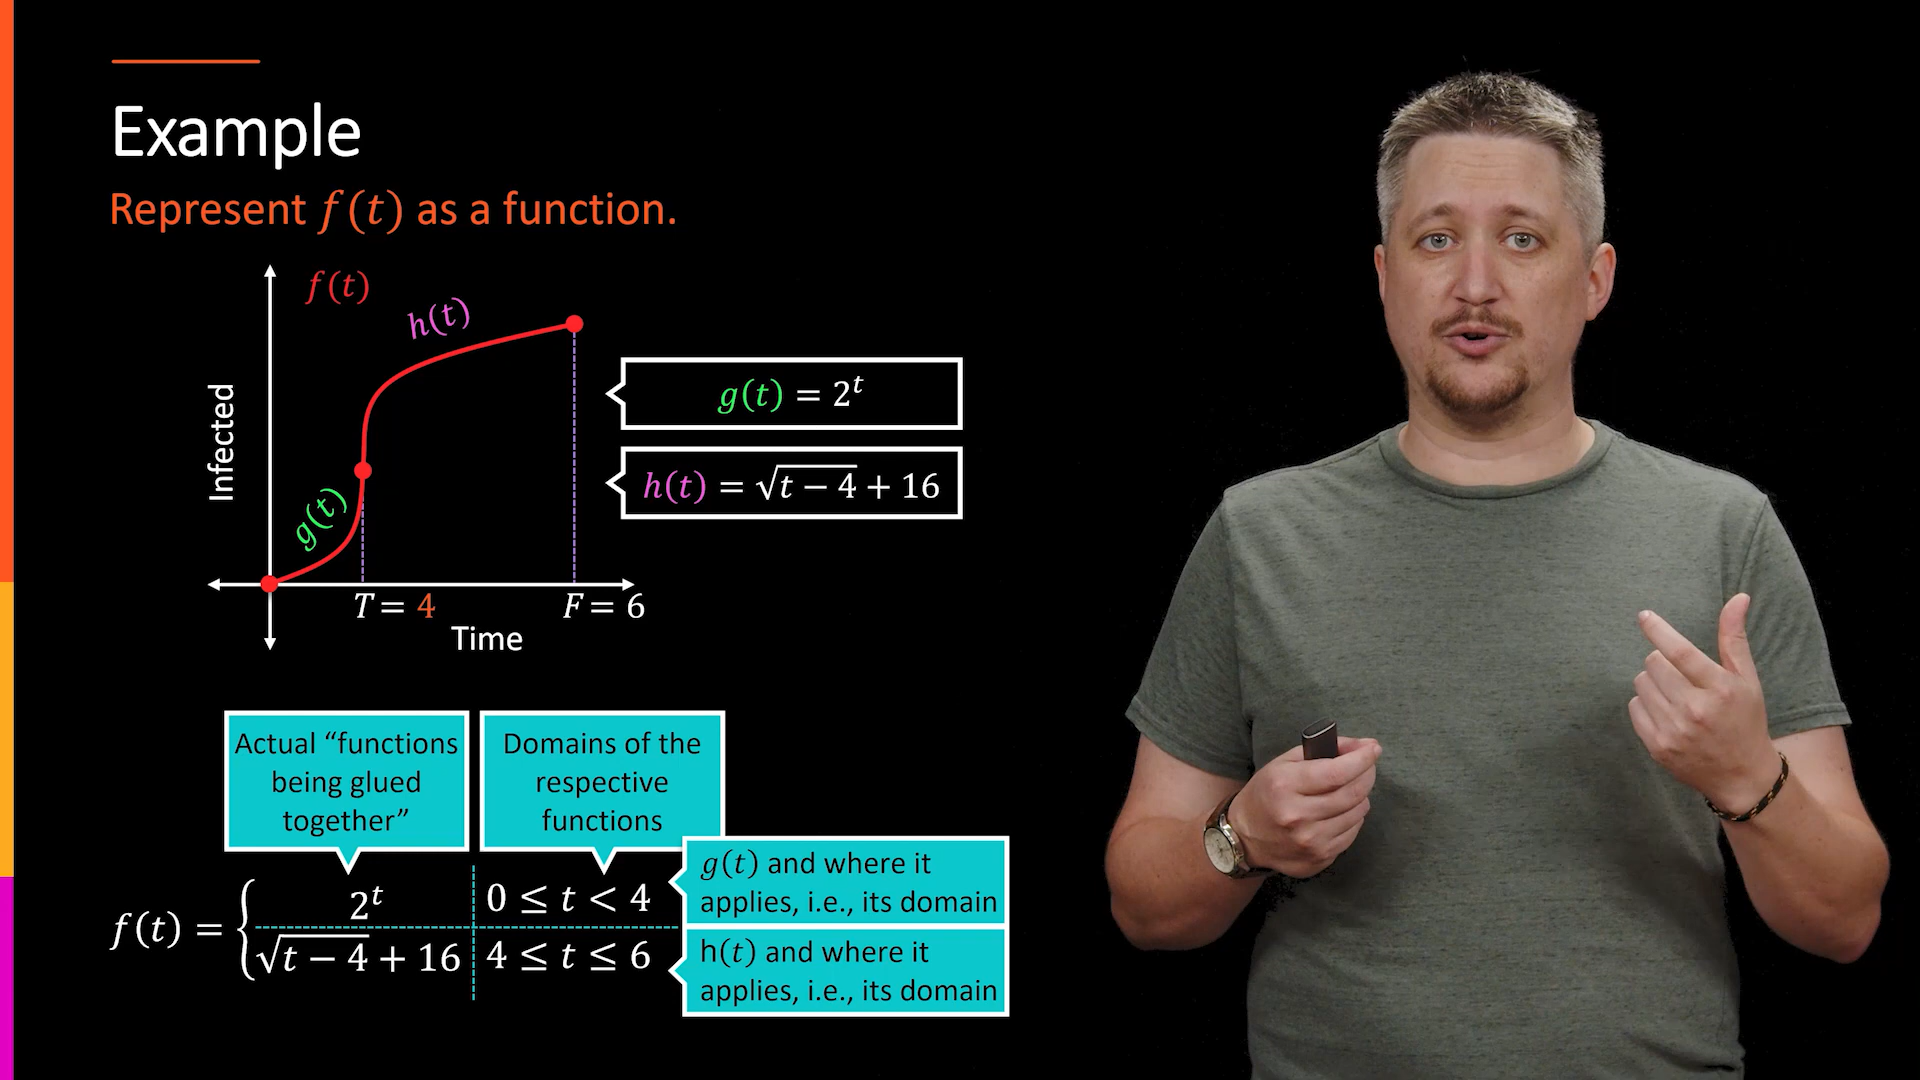 Example
Represent f(t) as a function.
f(t)
h(t)
g(t)
Infected
T = 4
F = 6
Time
g(t) = 2^t
h(t) = √(t − 4) + 16
Actual “functions
being glued
together”
Domains of the
respective
functions
g(t) and where it
applies, i.e., its domain
h(t) and where it
applies, i.e., its domain
f(t) = {
2^t 0 ≤ t < 4
√(t − 4) + 16 4 ≤ t ≤ 6